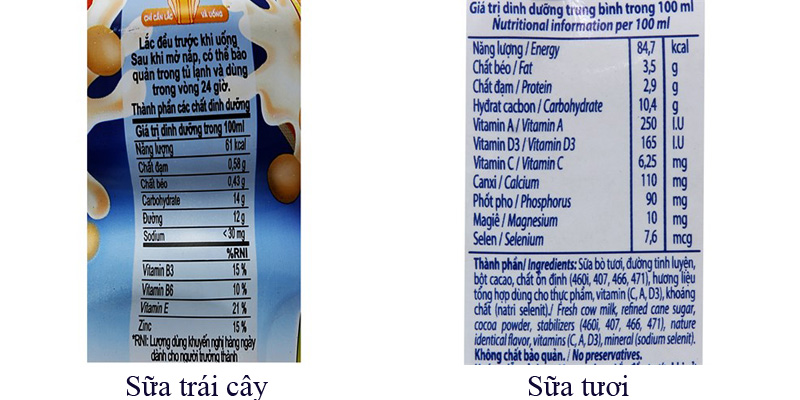 CHỈ CẦN LẮC VÀ UỐNG
Lắc đều trước khi uống
Sau khi mở nắp, có thể bảo
quản trong tủ lạnh và dùng
trong vòng 24 giờ.
Thành phần các chất dinh dưỡng
Giá trị dinh dưỡng trong 100ml
Năng lượng 61 kcal
Chất đạm 0,58 g
Chất béo 0,43 g
Carbohydrate 14 g
Đường 12 g
Sodium <30 mg
%RNI
Vitamin B3 15 %
Vitamin B6 10 %
Vitamin E 21 %
Zinc 15 %
*RNI: Lượng dùng khuyến nghị hàng ngày
dành cho người trưởng thành
Sữa trái cây
Giá trị dinh dưỡng trung bình trong 100 ml
Nutritional information per 100 ml
Năng lượng / Energy 84,7 kcal
Chất béo / Fat 3,5 g
Chất đạm / Protein 2,9 g
Hyđrat cacbon / Carbohydrate 10,4 g
Vitamin A / Vitamin A 250 I.U
Vitamin D3 / Vitamin D3 165 I.U
Vitamin C / Vitamin C 6,25 mg
Canxi / Calcium 110 mg
Phốt pho / Phosphorus 90 mg
Magiê / Magnesium 10 mg
Selen / Selenium 7,6 mcg
Thành phần/ Ingredients: Sữa bò tươi, đường tinh luyện,
bột cacao, chất ổn định (460i, 407, 466, 471), hương liệu
tổng hợp dùng cho thực phẩm, vitamin (C, A, D3), khoáng
chất (natri selenit)./ Fresh cow milk, refined cane sugar,
cocoa powder, stabilizers (460i, 407, 466, 471), nature
identical flavor, vitamins (C, A, D3), mineral (sodium selenit).
Không chất bảo quản. / No preservatives.
Sữa tươi